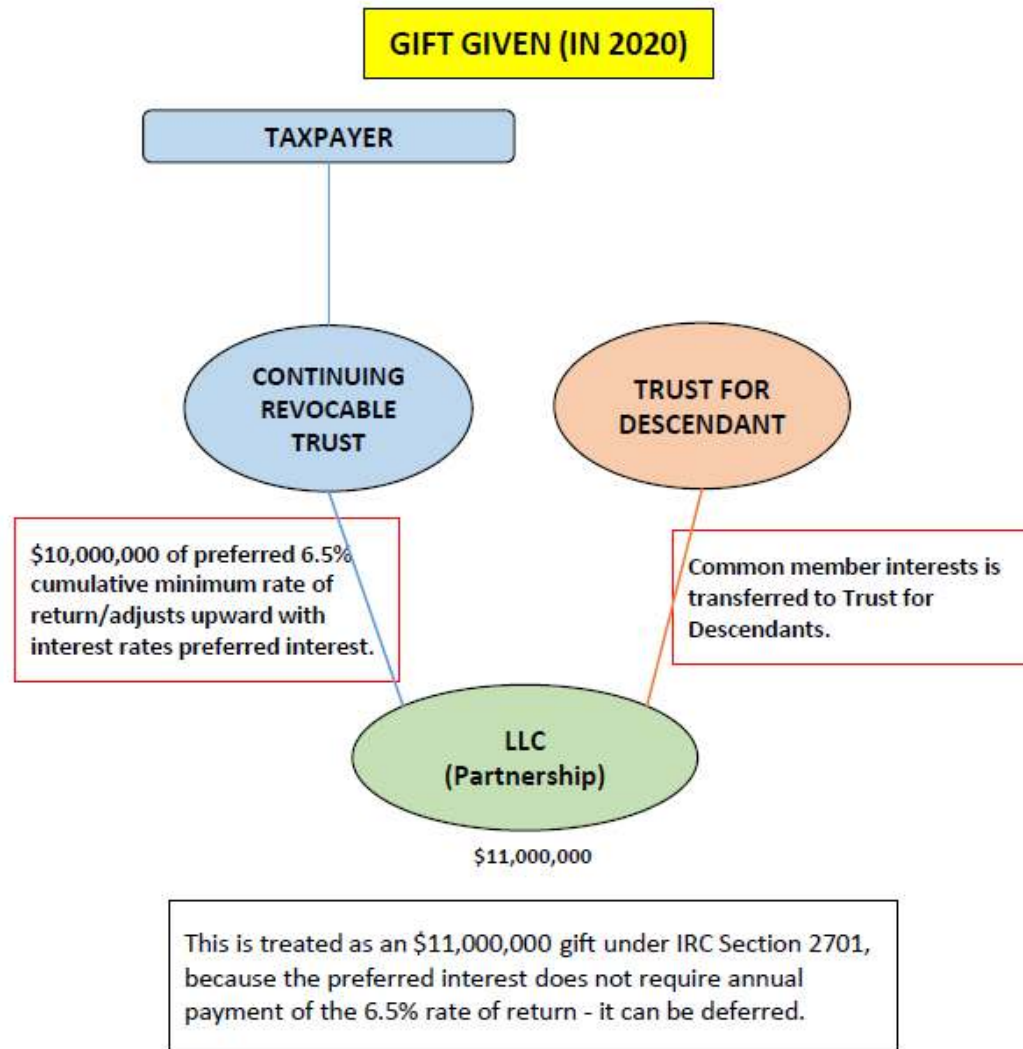 GIFT GIVEN (IN 2020)
TAXPAYER
CONTINUING
REVOCABLE
TRUST
TRUST FOR
DESCENDANT
$10,000,000 of preferred 6.5%
cumulative minimum rate of
return/adjusts upward with
interest rates preferred interest.
Common member interests is
transferred to Trust for
Descendants.
LLC
(Partnership)
$11,000,000
This is treated as an $11,000,000 gift under IRC Section 2701,
because the preferred interest does not require annual
payment of the 6.5% rate of return - it can be deferred.